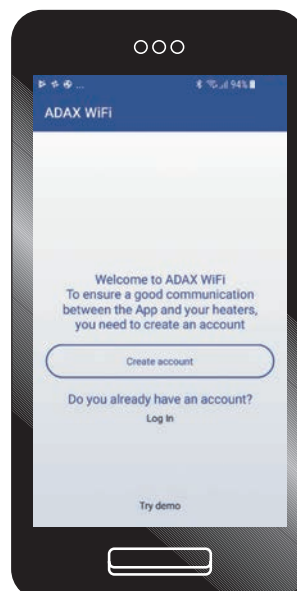 94%
ADAX WiFi
Welcome to ADAX WiFi
To ensure a good communication
between the App and your heaters,
you need to create an account
Create account
Do you already have an account?
Log In
Try demo